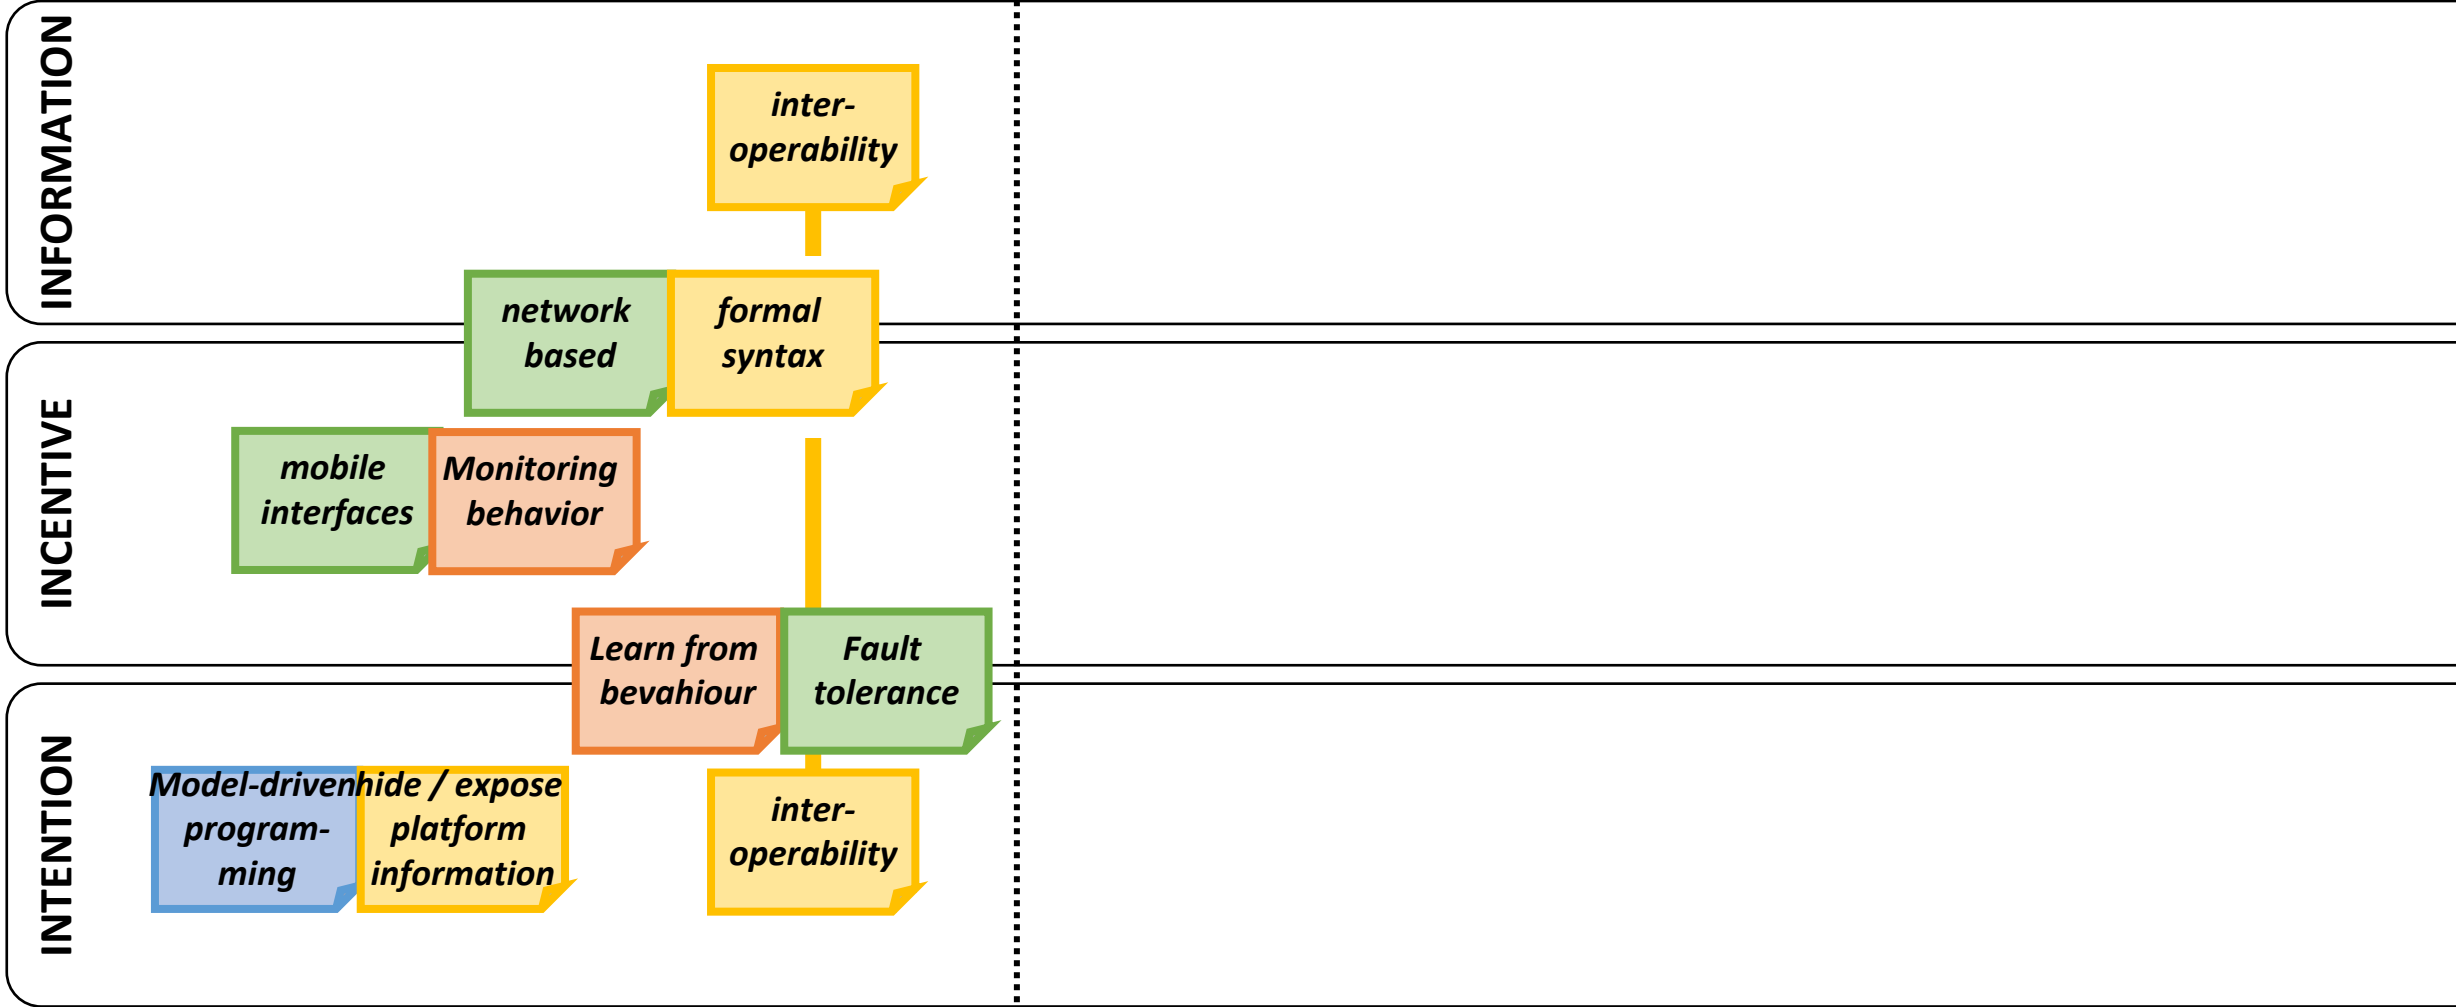 INFORMATION
inter-
operability
network
based
formal
syntax
INCENTIVE
mobile
interfaces
Monitoring
behavior
Learn from
bevahiour
Fault
tolerance
INTENTION
Model-driven
program-
ming
hide / expose
platform
information
inter-
operability